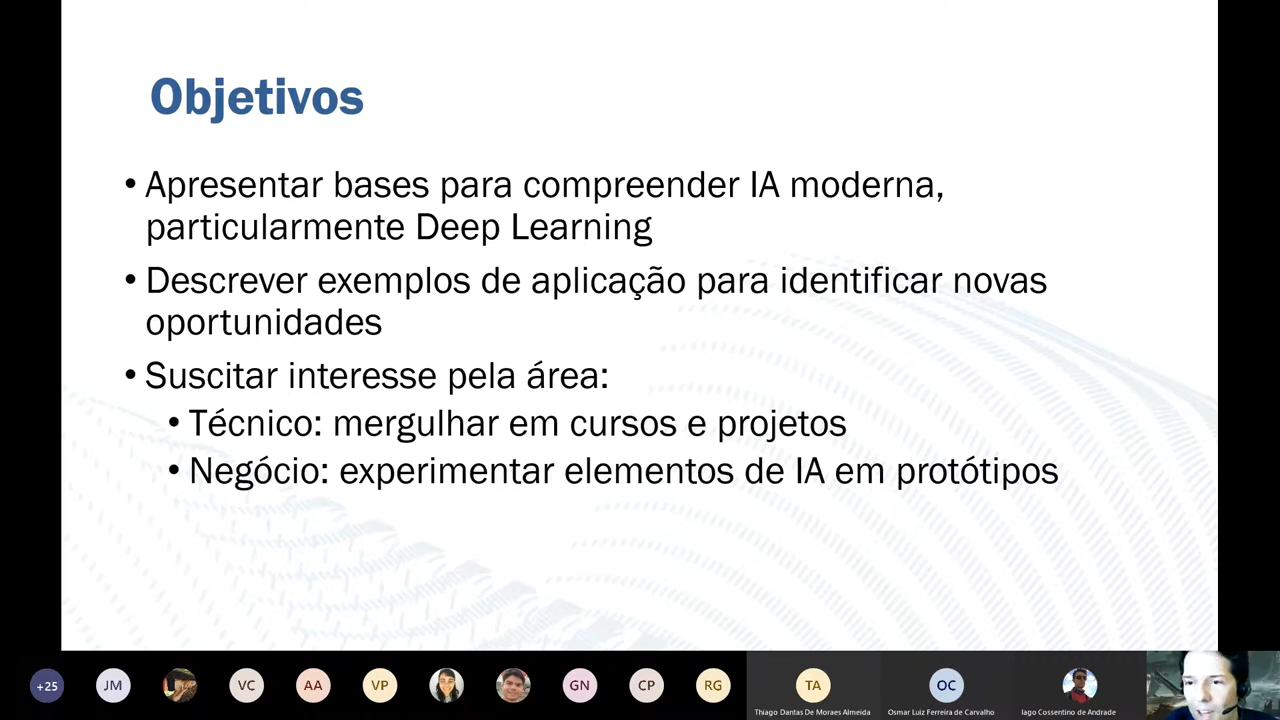 Objetivos
• Apresentar bases para compreender IA moderna,
particularmente Deep Learning
• Descrever exemplos de aplicação para identificar novas
oportunidades
• Suscitar interesse pela área:
• Técnico: mergulhar em cursos e projetos
• Negócio: experimentar elementos de IA em protótipos
+25 JM VC AA VP GN CP RG TA OC
Thiago Dantas De Moraes Almeida Osmar Luiz Ferreira de Carvalho Iago Cossentino de Andrade